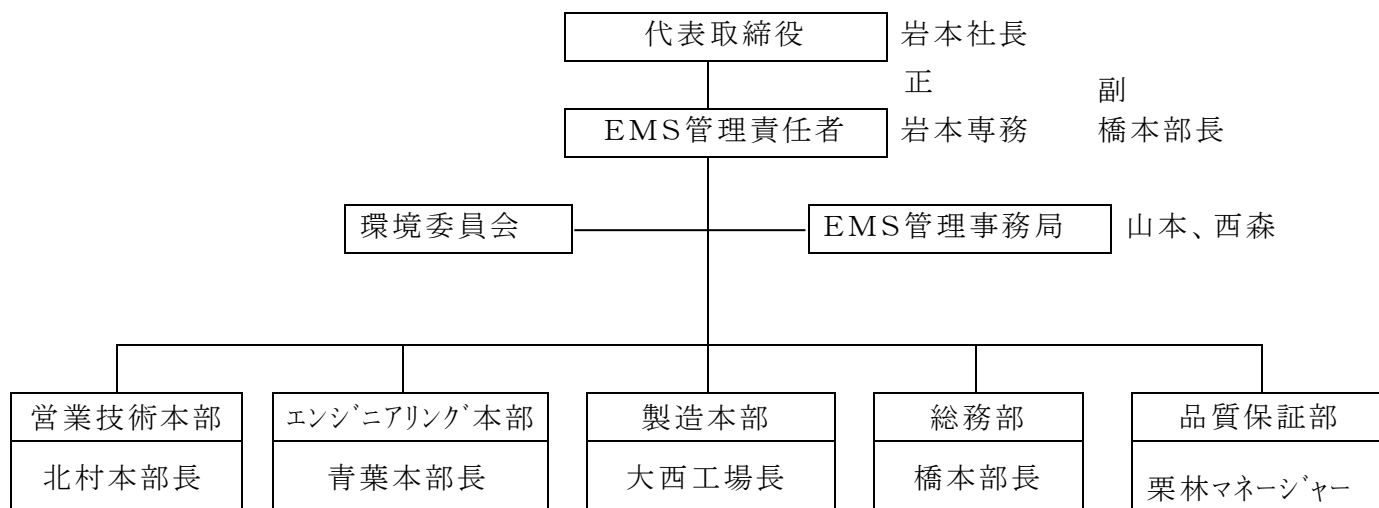 代表取締役 岩本社長
正 副
EMS管理責任者 岩本専務 橋本部長
環境委員会 EMS管理事務局 山本、西森
営業技術本部 エンジニアリング本部 製造本部 総務部 品質保証部
北村本部長 青葉本部長 大西工場長 橋本部長 栗林マネージャー